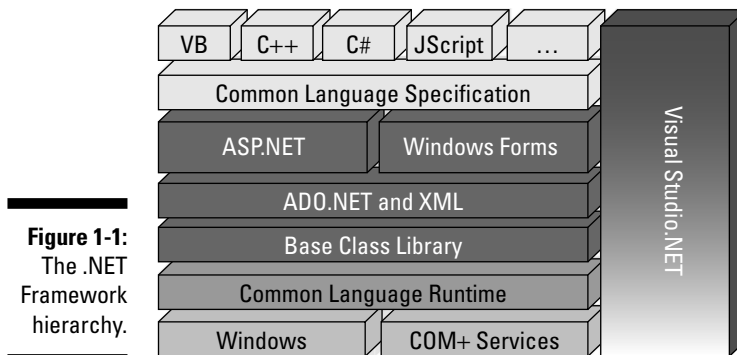 VB C++ C# JScript ...
Common Language Specification
ASP.NET Windows Forms
ADO.NET and XML
Base Class Library
Common Language Runtime
Windows COM+ Services
Visual Studio.NET
Figure 1-1:
The .NET
Framework
hierarchy.